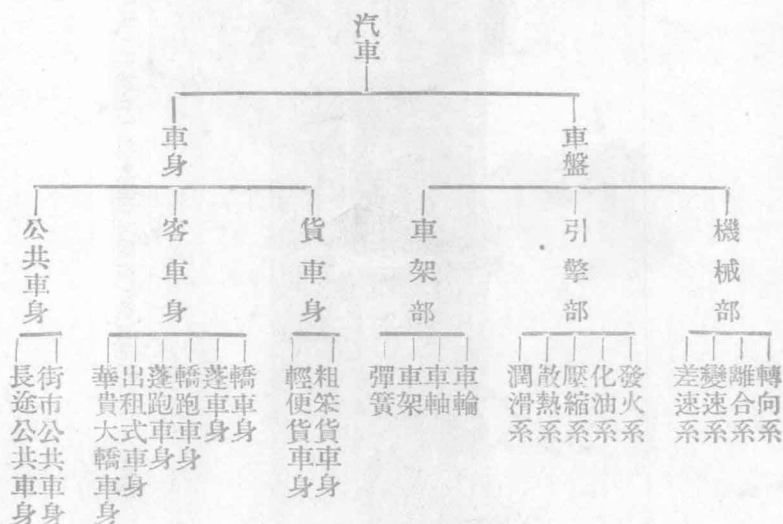 汽車
車盤
車身
機械部
引擎部
車架部
貨車身
客車身
公共車身
轉向系
離合系
變速系
差速系
發火系
化油系
壓縮系
散熱系
潤滑系
車輪
車軸
車架
彈簧
粗笨貨車身
輕便貨車身
轎車身
蓬車身
轎跑車身
蓬跑車身
出租式車身
華貴大轎車身
街市公共車身
長途公共車身